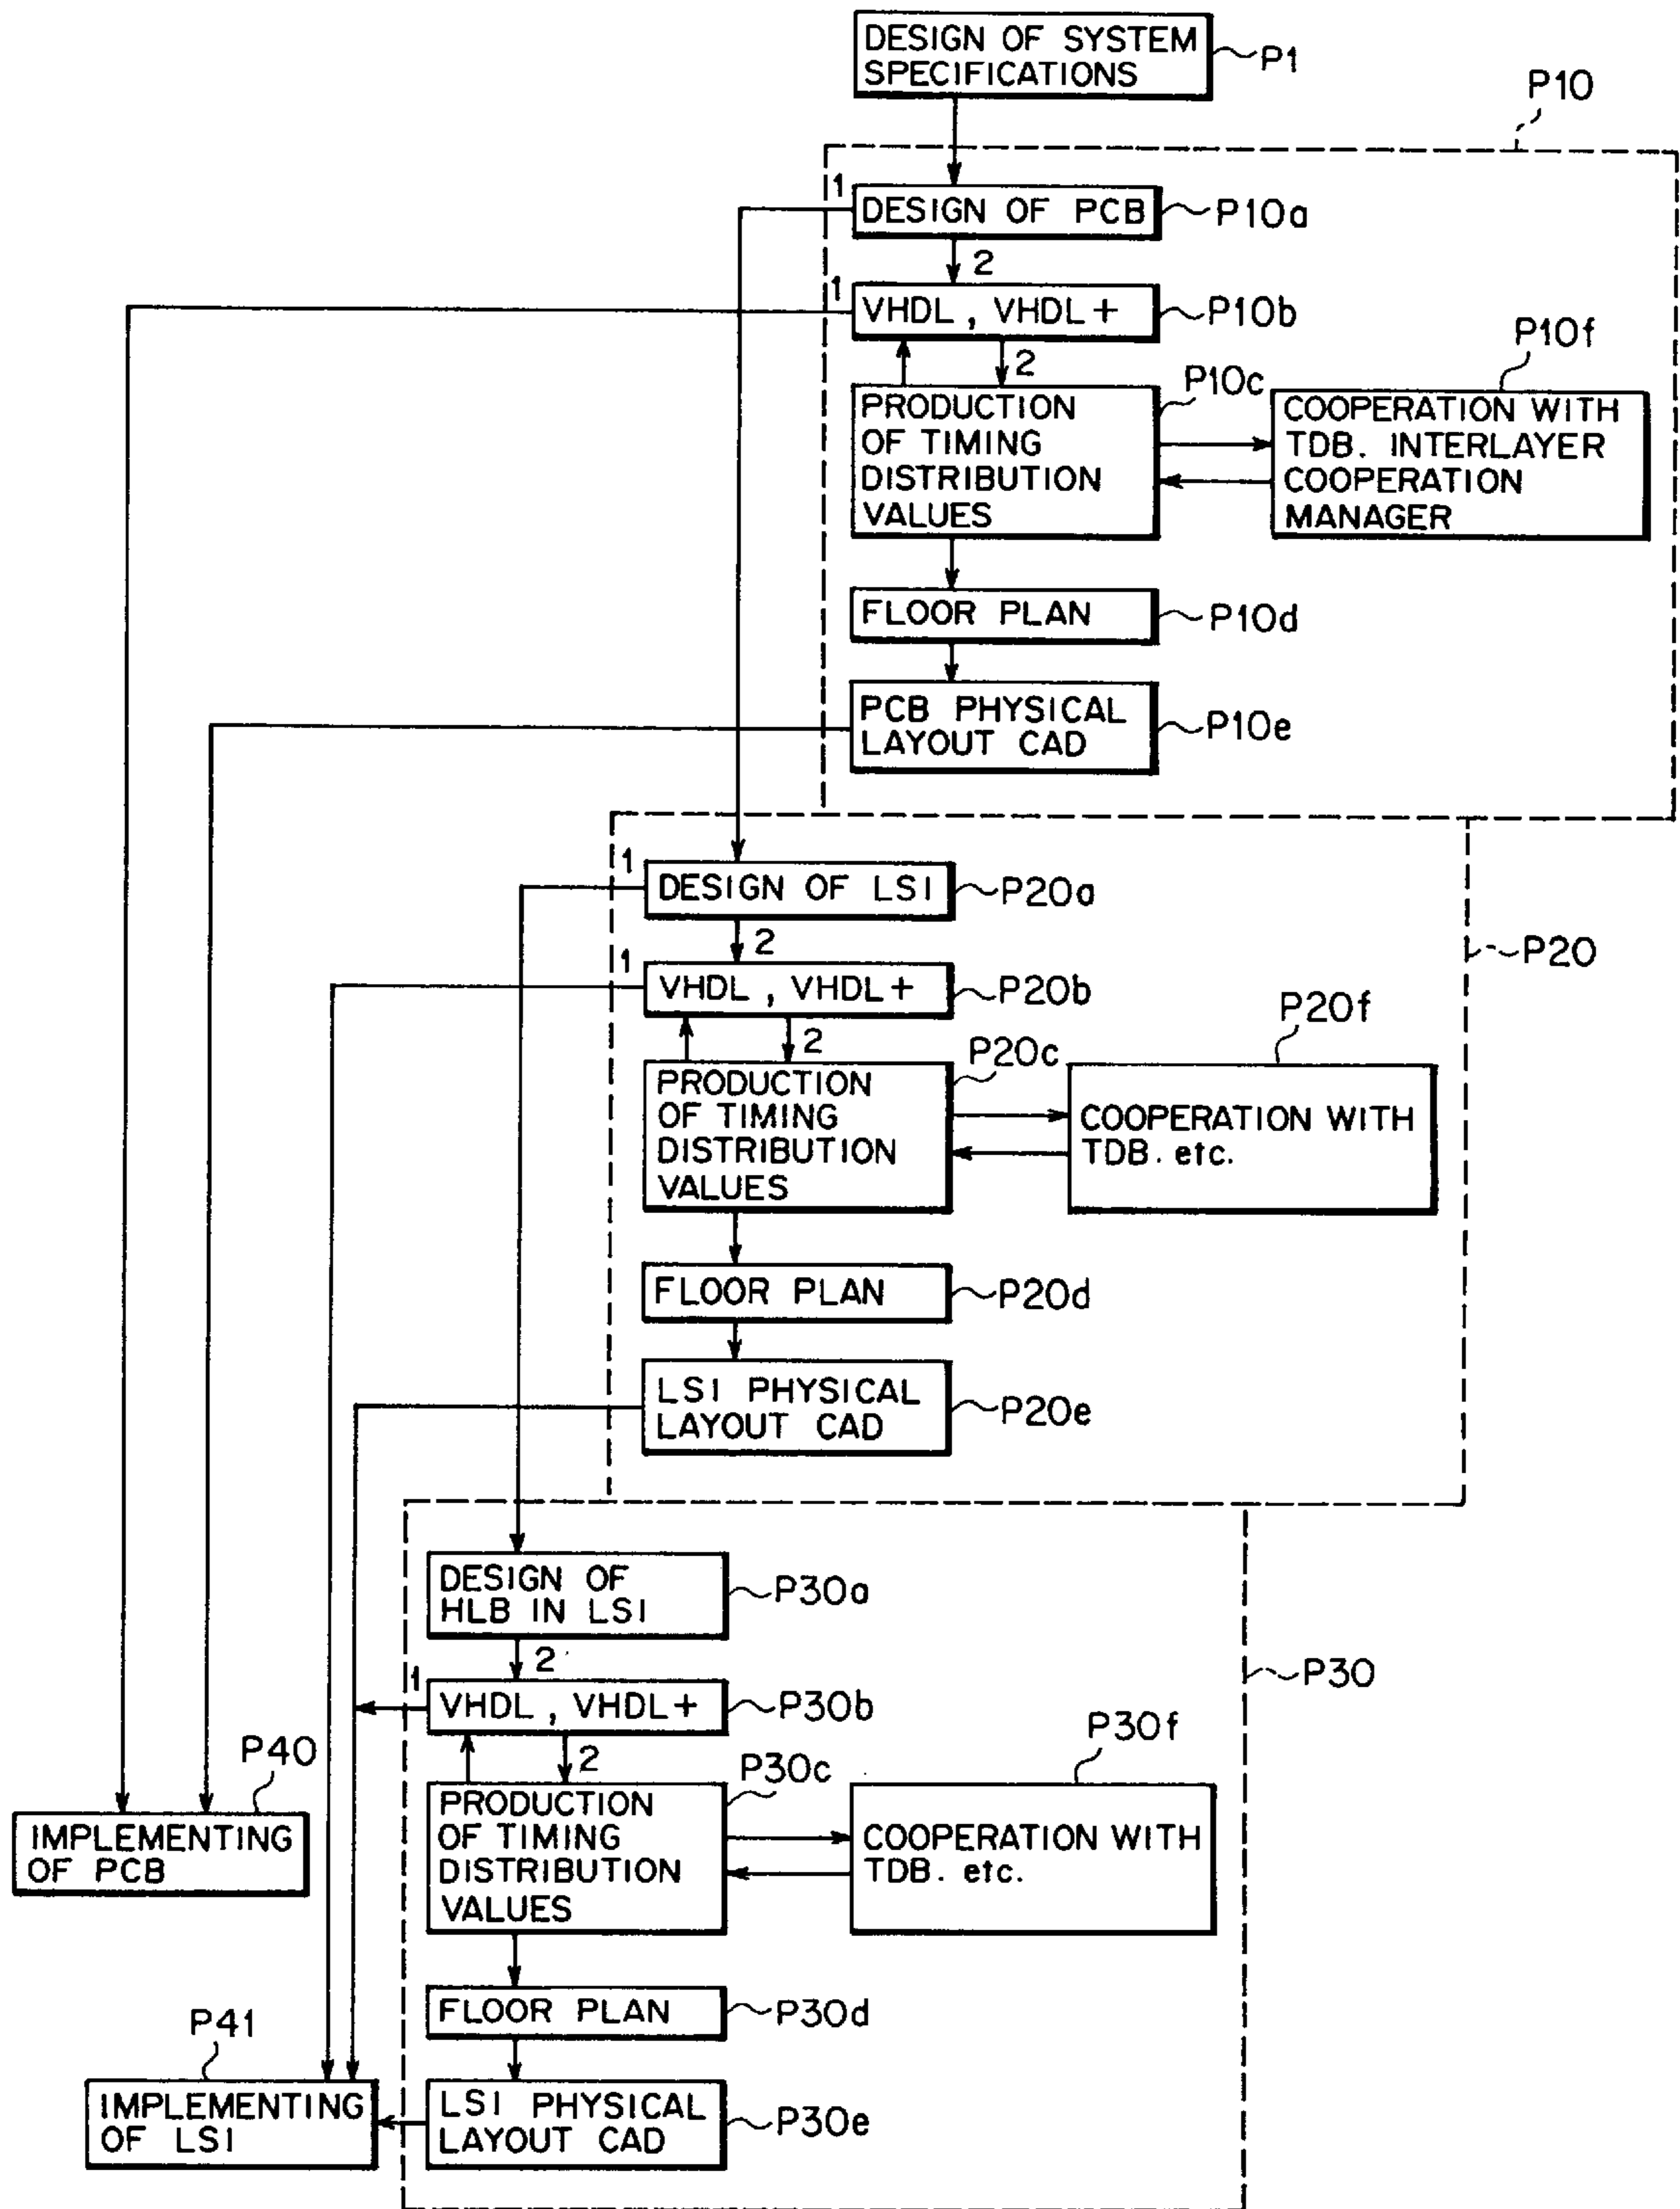 DESIGN OF SYSTEM
SPECIFICATIONS
P1
P10
1
DESIGN OF PCB
P10a
2
1
VHDL, VHDL+
P10b
2
P10c
P10f
PRODUCTION
OF TIMING
DISTRIBUTION
VALUES
COOPERATION WITH
TDB. INTERLAYER
COOPERATION
MANAGER
FLOOR PLAN
P10d
PCB PHYSICAL
LAYOUT CAD
P10e
1
DESIGN OF LSI
P20a
2
P20
1
VHDL, VHDL+
P20b
2
P20c
P20f
PRODUCTION
OF TIMING
DISTRIBUTION
VALUES
COOPERATION WITH
TDB. etc.
FLOOR PLAN
P20d
LSI PHYSICAL
LAYOUT CAD
P20e
DESIGN OF
HLB IN LSI
P30a
2
P30
1
VHDL, VHDL+
P30b
2
P30c
P30f
PRODUCTION
OF TIMING
DISTRIBUTION
VALUES
COOPERATION WITH
TDB. etc.
P40
IMPLEMENTING
OF PCB
FLOOR PLAN
P30d
P41
IMPLEMENTING
OF LSI
LSI PHYSICAL
LAYOUT CAD
P30e